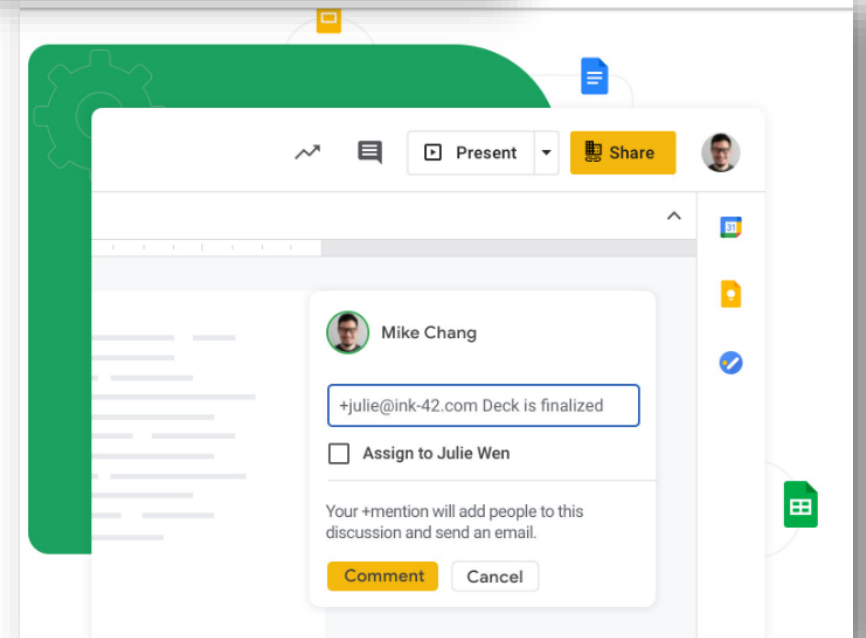 Present
Share
31
Mike Chang
+julie@ink-42.com Deck is finalized
Assign to Julie Wen
Your +mention will add people to this
discussion and send an email.
Comment
Cancel